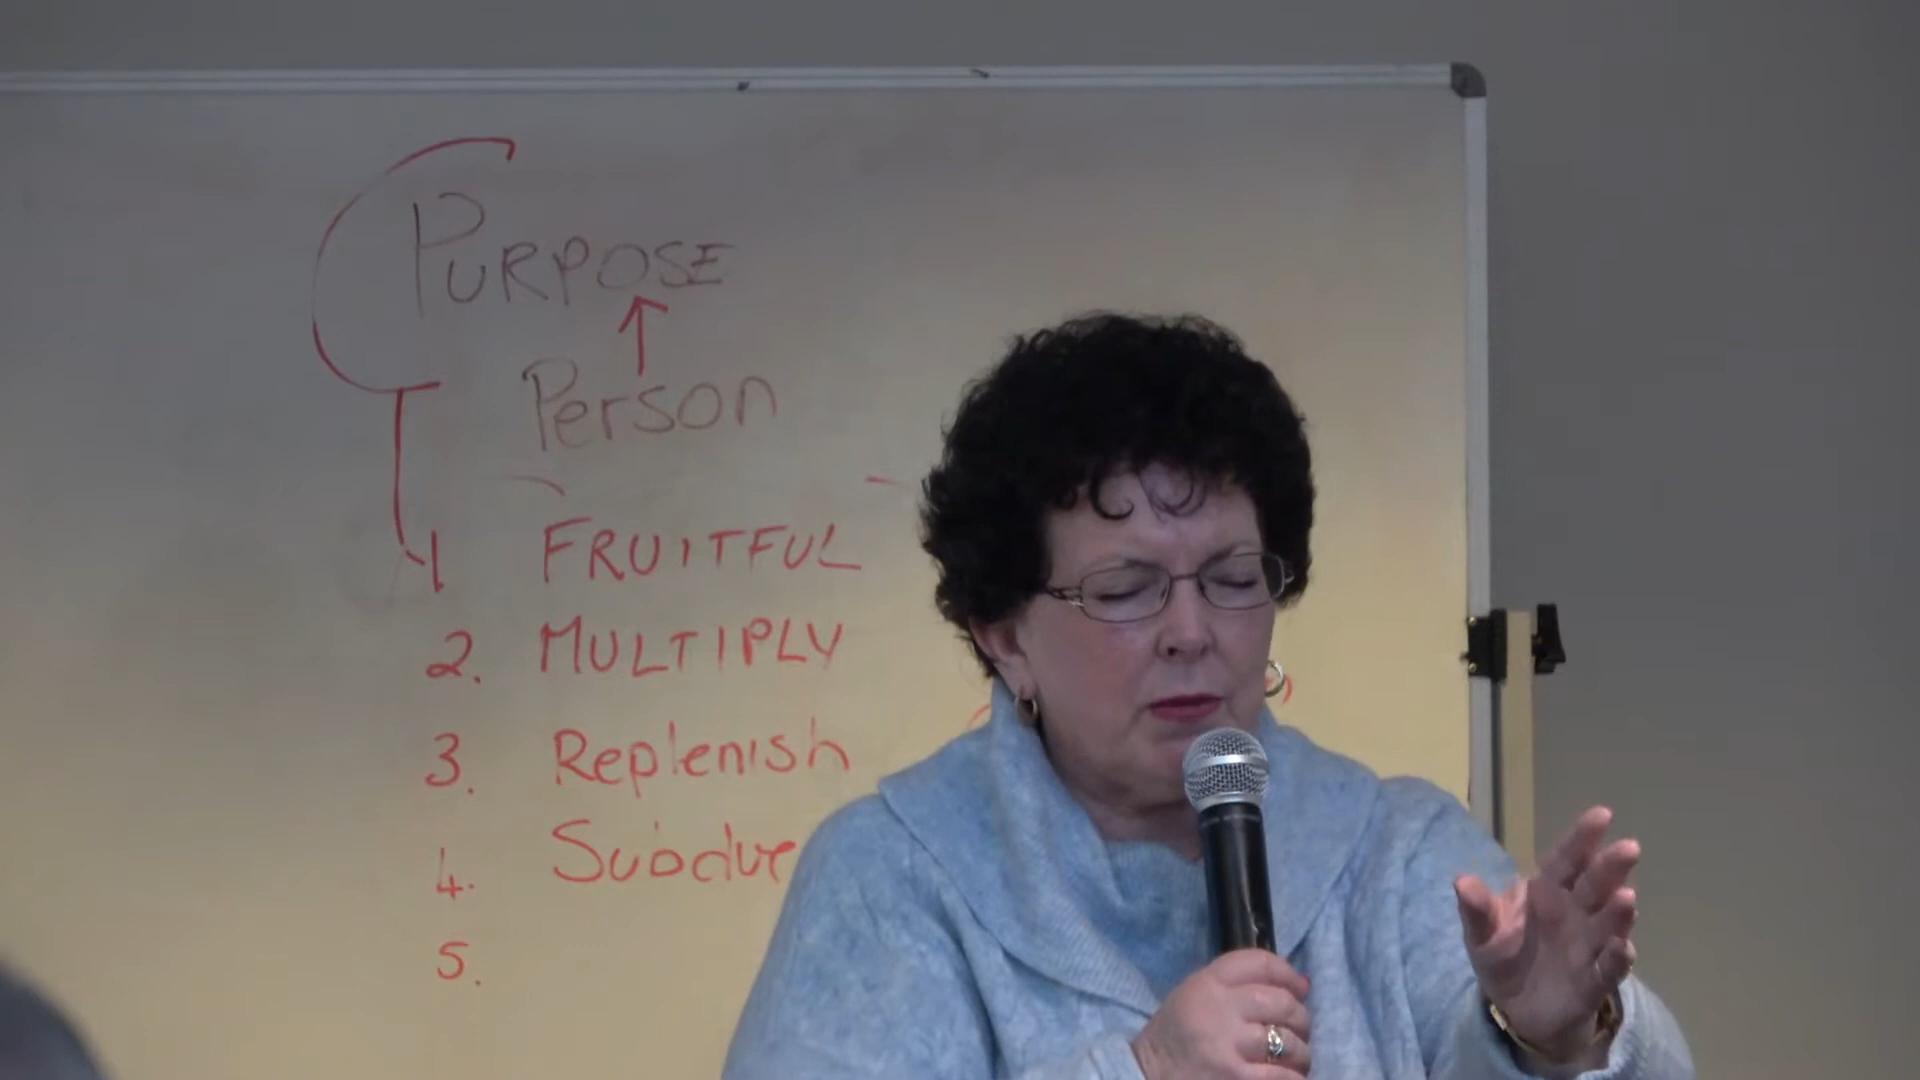 PURPOSE
Person
1 FRUITFUL
2. MULTIPLY
3. Replenish
4. Subdue
5.